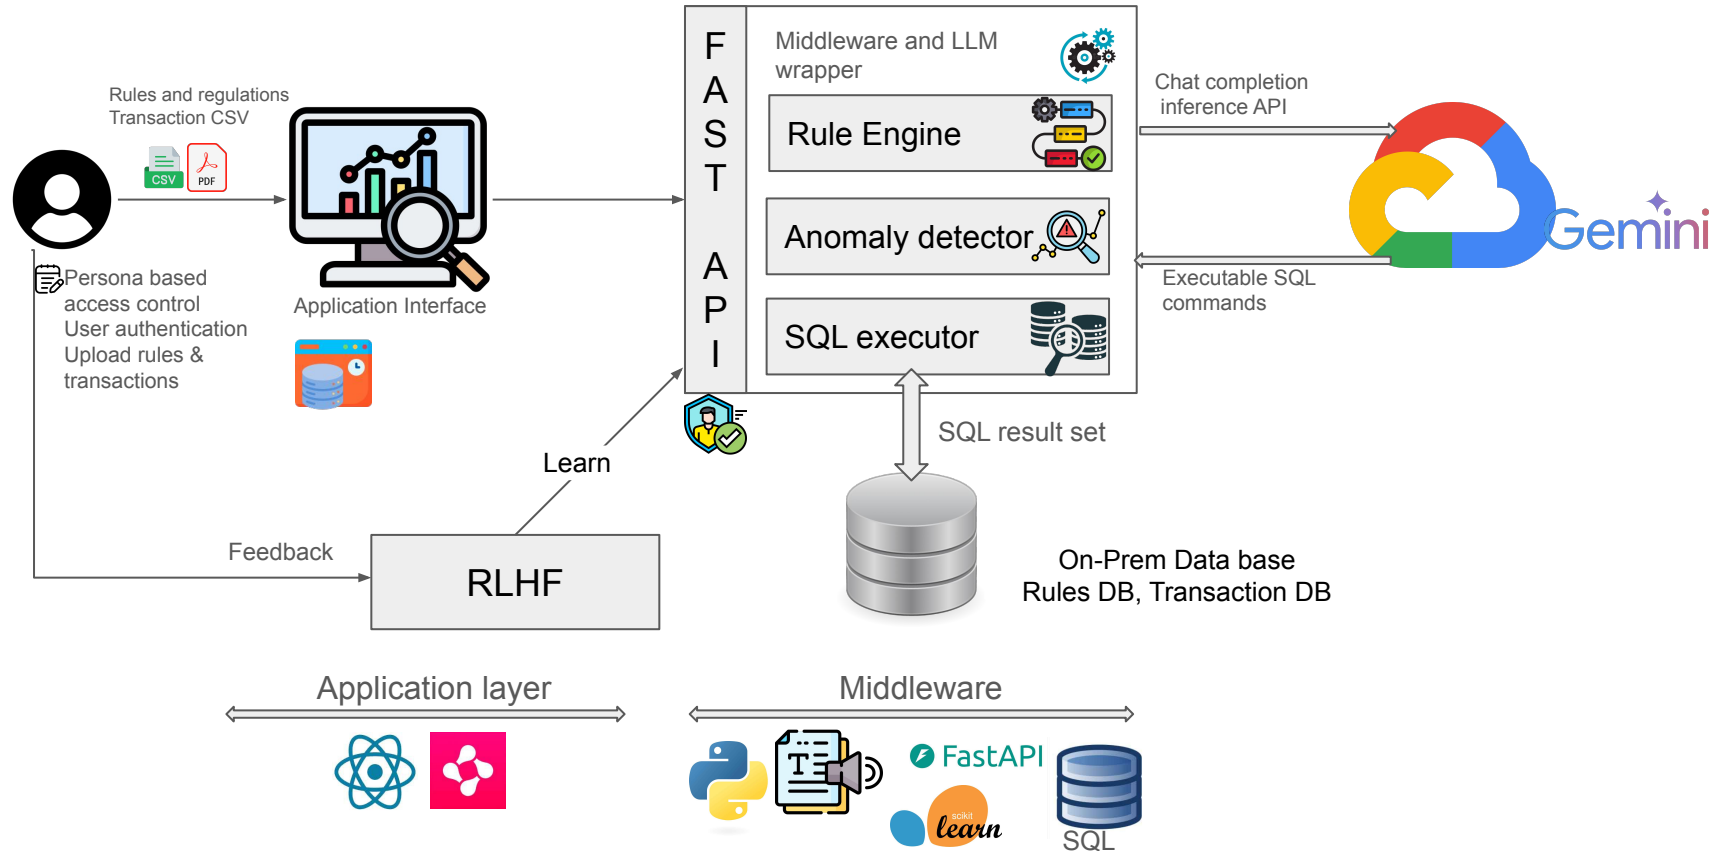 Rules and regulations
Transaction CSV
CSV
PDF
Persona based
access control
User authentication
Upload rules &
transactions
Application Interface
FAST API
Middleware and LLM
wrapper
Rule Engine
Anomaly detector
SQL executor
Chat completion
inference API
Gemini
Executable SQL
commands
SQL result set
Learn
Feedback
RLHF
On-Prem Data base
Rules DB, Transaction DB
Application layer
Middleware
T
FastAPI
scikit
learn
SQL